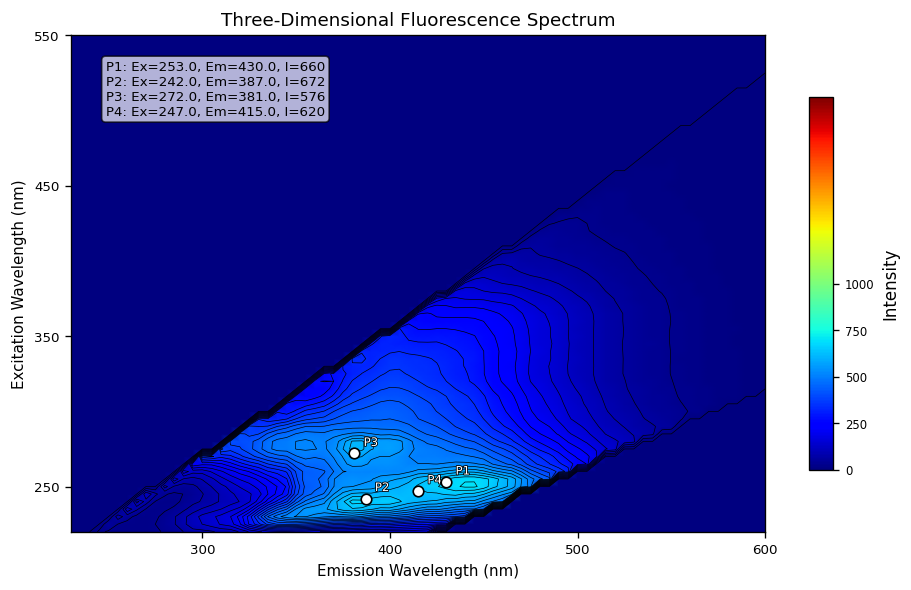 Three-Dimensional Fluorescence Spectrum
P1: Ex=253.0, Em=430.0, I=660
P2: Ex=242.0, Em=387.0, I=672
P3: Ex=272.0, Em=381.0, I=576
P4: Ex=247.0, Em=415.0, I=620
550
450
350
250
Excitation Wavelength (nm)
P3
P1
P4
P2
300
400
500
600
Emission Wavelength (nm)
1000
750
500
250
0
Intensity